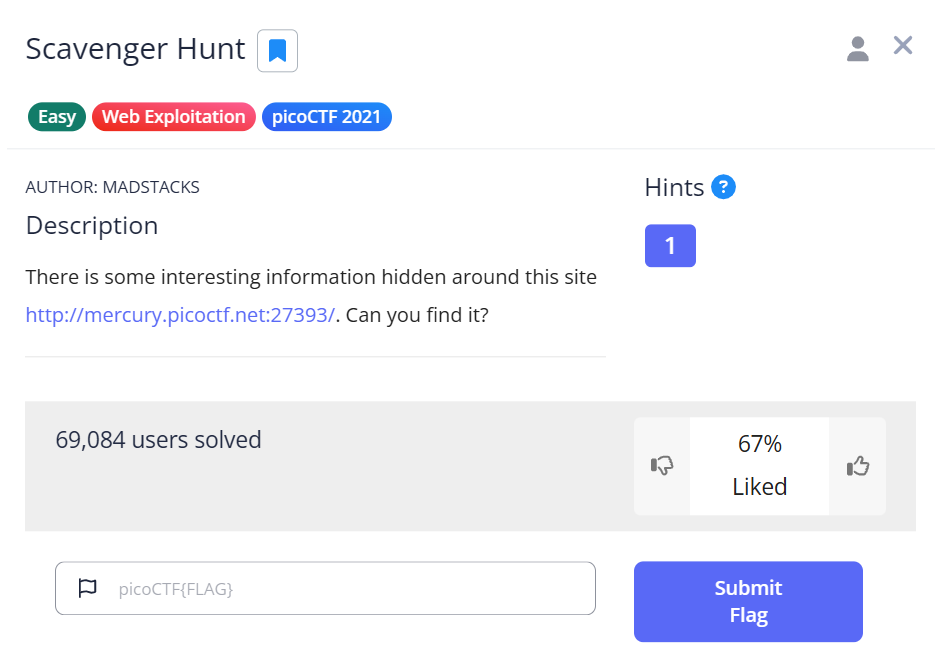 Scavenger Hunt
Easy Web Exploitation picoCTF 2021
AUTHOR: MADSTACKS
Description
There is some interesting information hidden around this site
http://mercury.picoctf.net:27393/. Can you find it?
Hints ?
1
69,084 users solved
67%
Liked
picoCTF{FLAG}
Submit
Flag